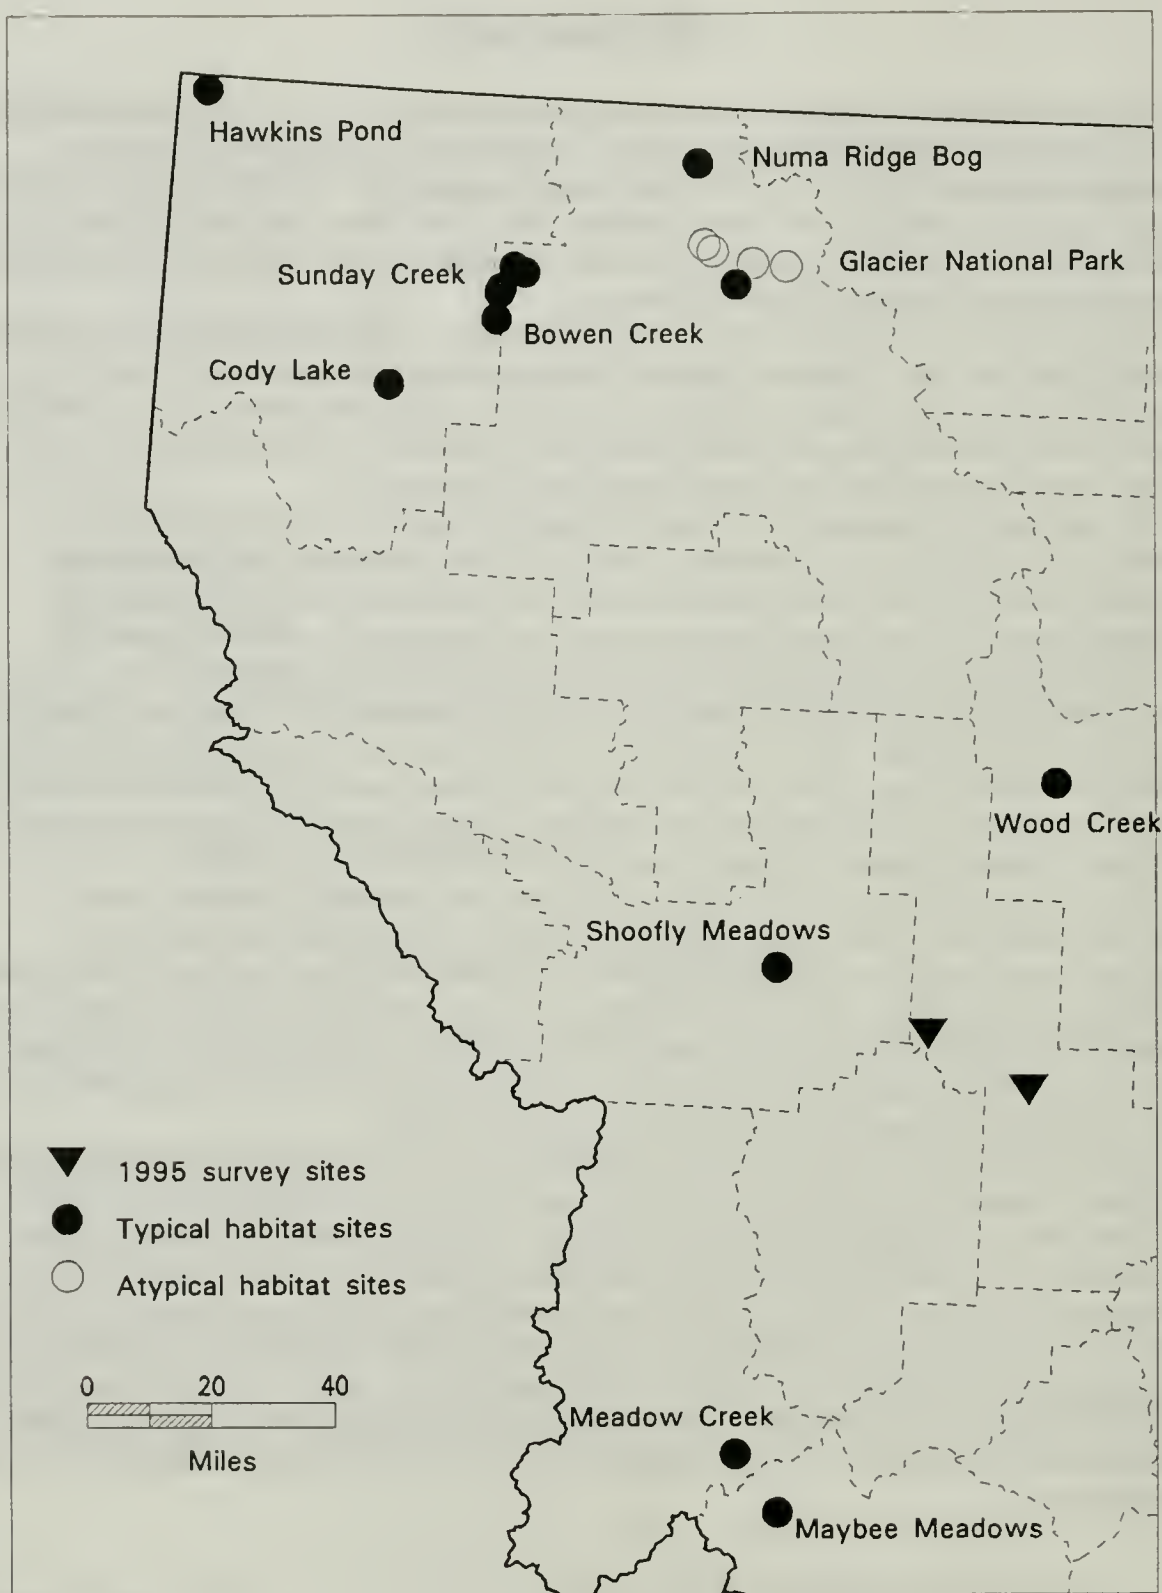 Hawkins Pond
Numa Ridge Bog
Glacier National Park
Sunday Creek
Bowen Creek
Cody Lake
Wood Creek
Shoofly Meadows
1995 survey sites
Typical habitat sites
Atypical habitat sites
0 20 40
Miles
Meadow Creek
Maybee Meadows